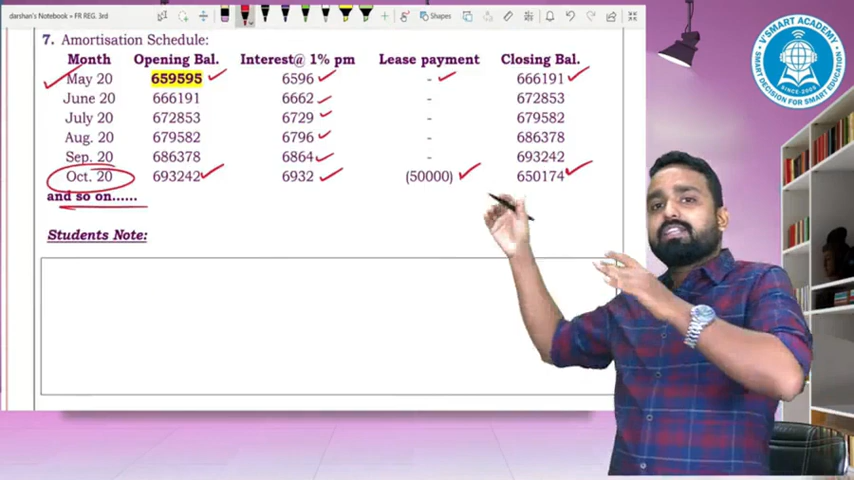 darshan's Notebook » FR REG. 3rd
Shapes
V'SMART ACADEMY
SMART DECISION FOR SMART EDUCATION
SINCE-2005
7. Amortisation Schedule:
Month Opening Bal. Interest@ 1% pm Lease payment Closing Bal.
May 20 659595 6596 - 666191
June 20 666191 6662 - 672853
July 20 672853 6729 - 679582
Aug. 20 679582 6796 - 686378
Sep. 20 686378 6864 - 693242
Oct. 20 693242 6932 (50000) 650174
and so on......
Students Note: